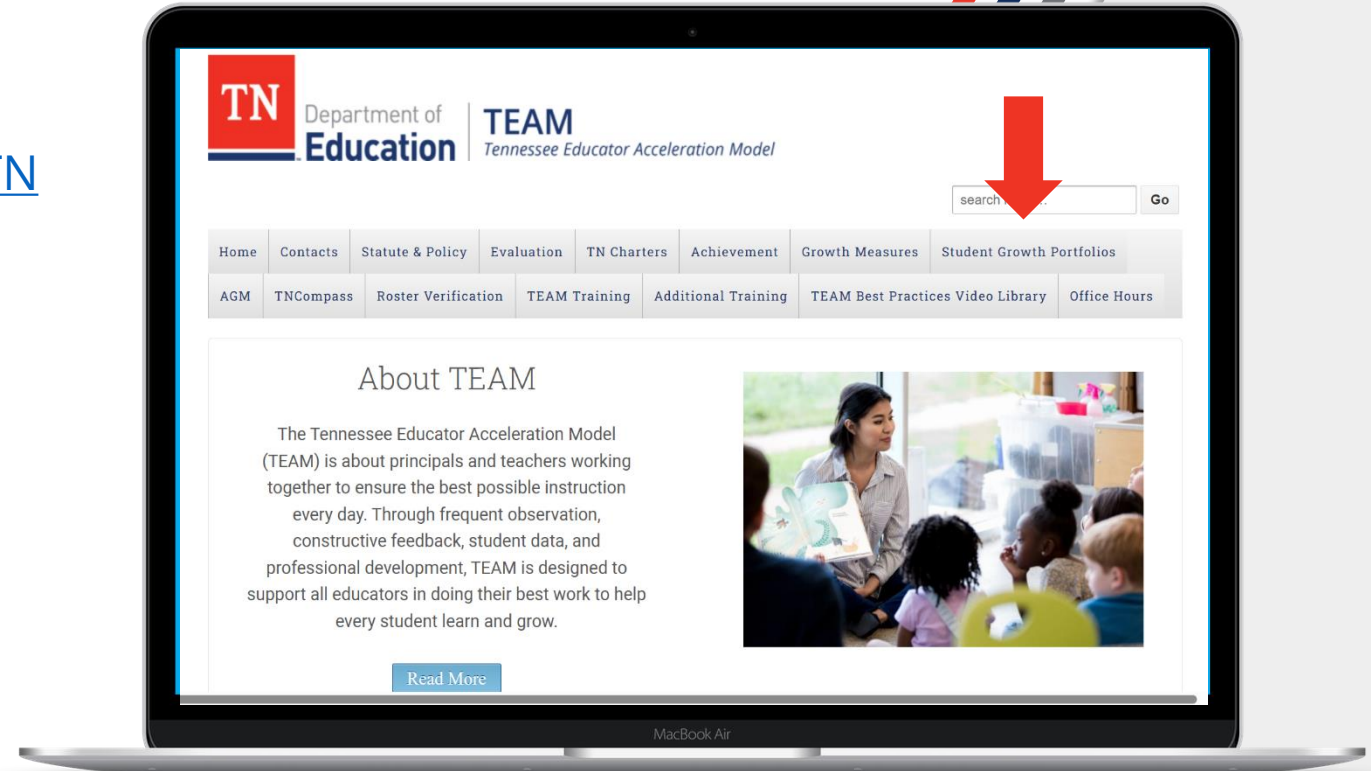 TN
TN
Department of
Education
TEAM
Tennessee Educator Acceleration Model
search
Go
Home Contacts Statute & Policy Evaluation TN Charters Achievement Growth Measures Student Growth Portfolios
AGM TNCompass Roster Verification TEAM Training Additional Training TEAM Best Practices Video Library Office Hours
About TEAM
The Tennessee Educator Acceleration Model
(TEAM) is about principals and teachers working
together to ensure the best possible instruction
every day. Through frequent observation,
constructive feedback, student data, and
professional development, TEAM is designed to
support all educators in doing their best work to help
every student learn and grow.
Read More
MacBook Air